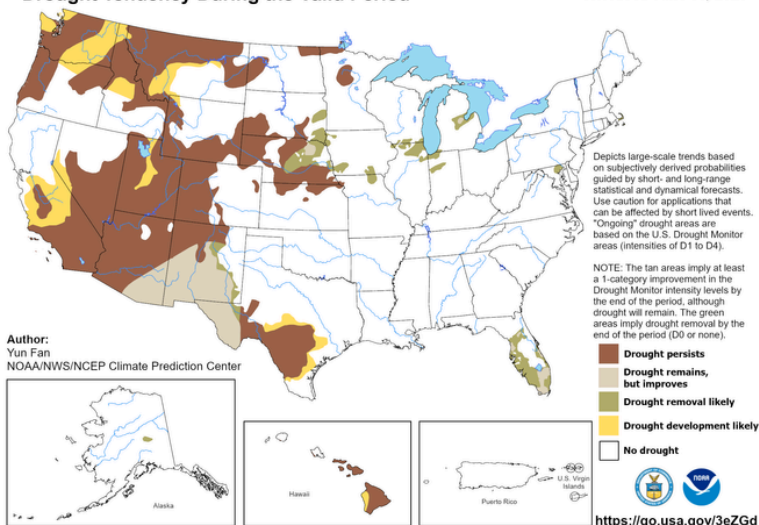 Depicts large-scale trends based
on subjectively derived probabilities
guided by short- and long-range
statistical and dynamical forecasts.
Use caution for applications that
can be affected by short lived events.
"Ongoing" drought areas are
based on the U.S. Drought Monitor
areas (intensities of D1 to D4).
NOTE: The tan areas imply at least
a 1-category improvement in the
Drought Monitor intensity levels by
the end of the period, although
drought will remain. The green
areas imply drought removal by the
end of the period (D0 or none).
Author:
Yun Fan
NOAA/NWS/NCEP Climate Prediction Center
Drought persists
Drought remains,
but improves
Drought removal likely
Drought development likely
No drought
Alaska
Hawaii
Puerto Rico
U.S. Virgin
Islands
NOAA
https://go.usa.gov/3eZGd